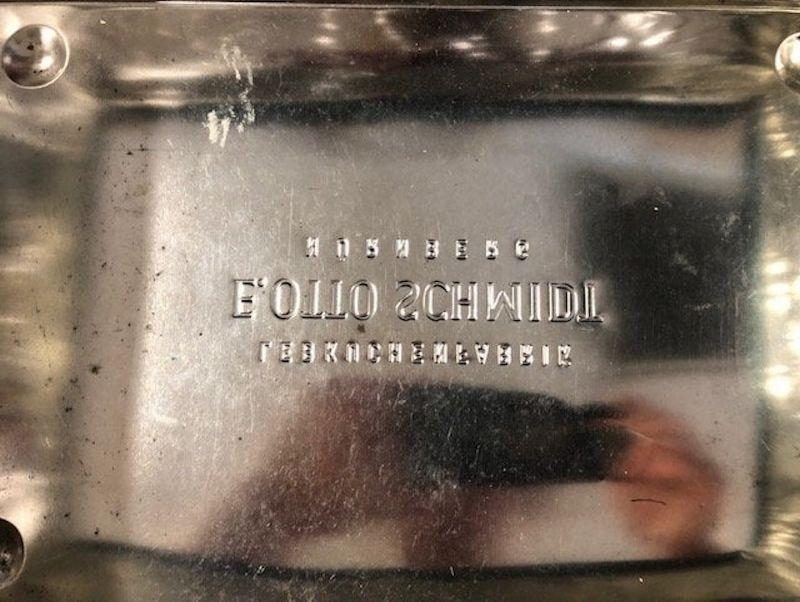 LEBKUCHENFABRIK
E. OTTO SCHMIDT
NÜRNBERG